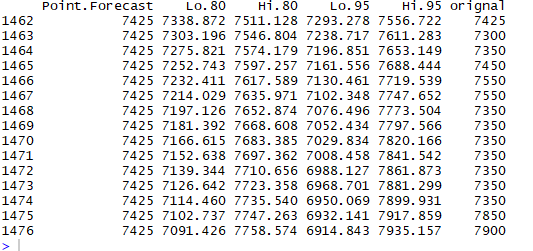 Point.Forecast Lo.80 Hi.80 Lo.95 Hi.95 orignal
1462 7425 7338.872 7511.128 7293.278 7556.722 7425
1463 7425 7303.196 7546.804 7238.717 7611.283 7300
1464 7425 7275.821 7574.179 7196.851 7653.149 7350
1465 7425 7252.743 7597.257 7161.556 7688.444 7450
1466 7425 7232.411 7617.589 7130.461 7719.539 7550
1467 7425 7214.029 7635.971 7102.348 7747.652 7550
1468 7425 7197.126 7652.874 7076.496 7773.504 7350
1469 7425 7181.392 7668.608 7052.434 7797.566 7350
1470 7425 7166.615 7683.385 7029.834 7820.166 7350
1471 7425 7152.638 7697.362 7008.458 7841.542 7350
1472 7425 7139.344 7710.656 6988.127 7861.873 7350
1473 7425 7126.642 7723.358 6968.701 7881.299 7350
1474 7425 7114.460 7735.540 6950.069 7899.931 7350
1475 7425 7102.737 7747.263 6932.141 7917.859 7850
1476 7425 7091.426 7758.574 6914.843 7935.157 7900
>